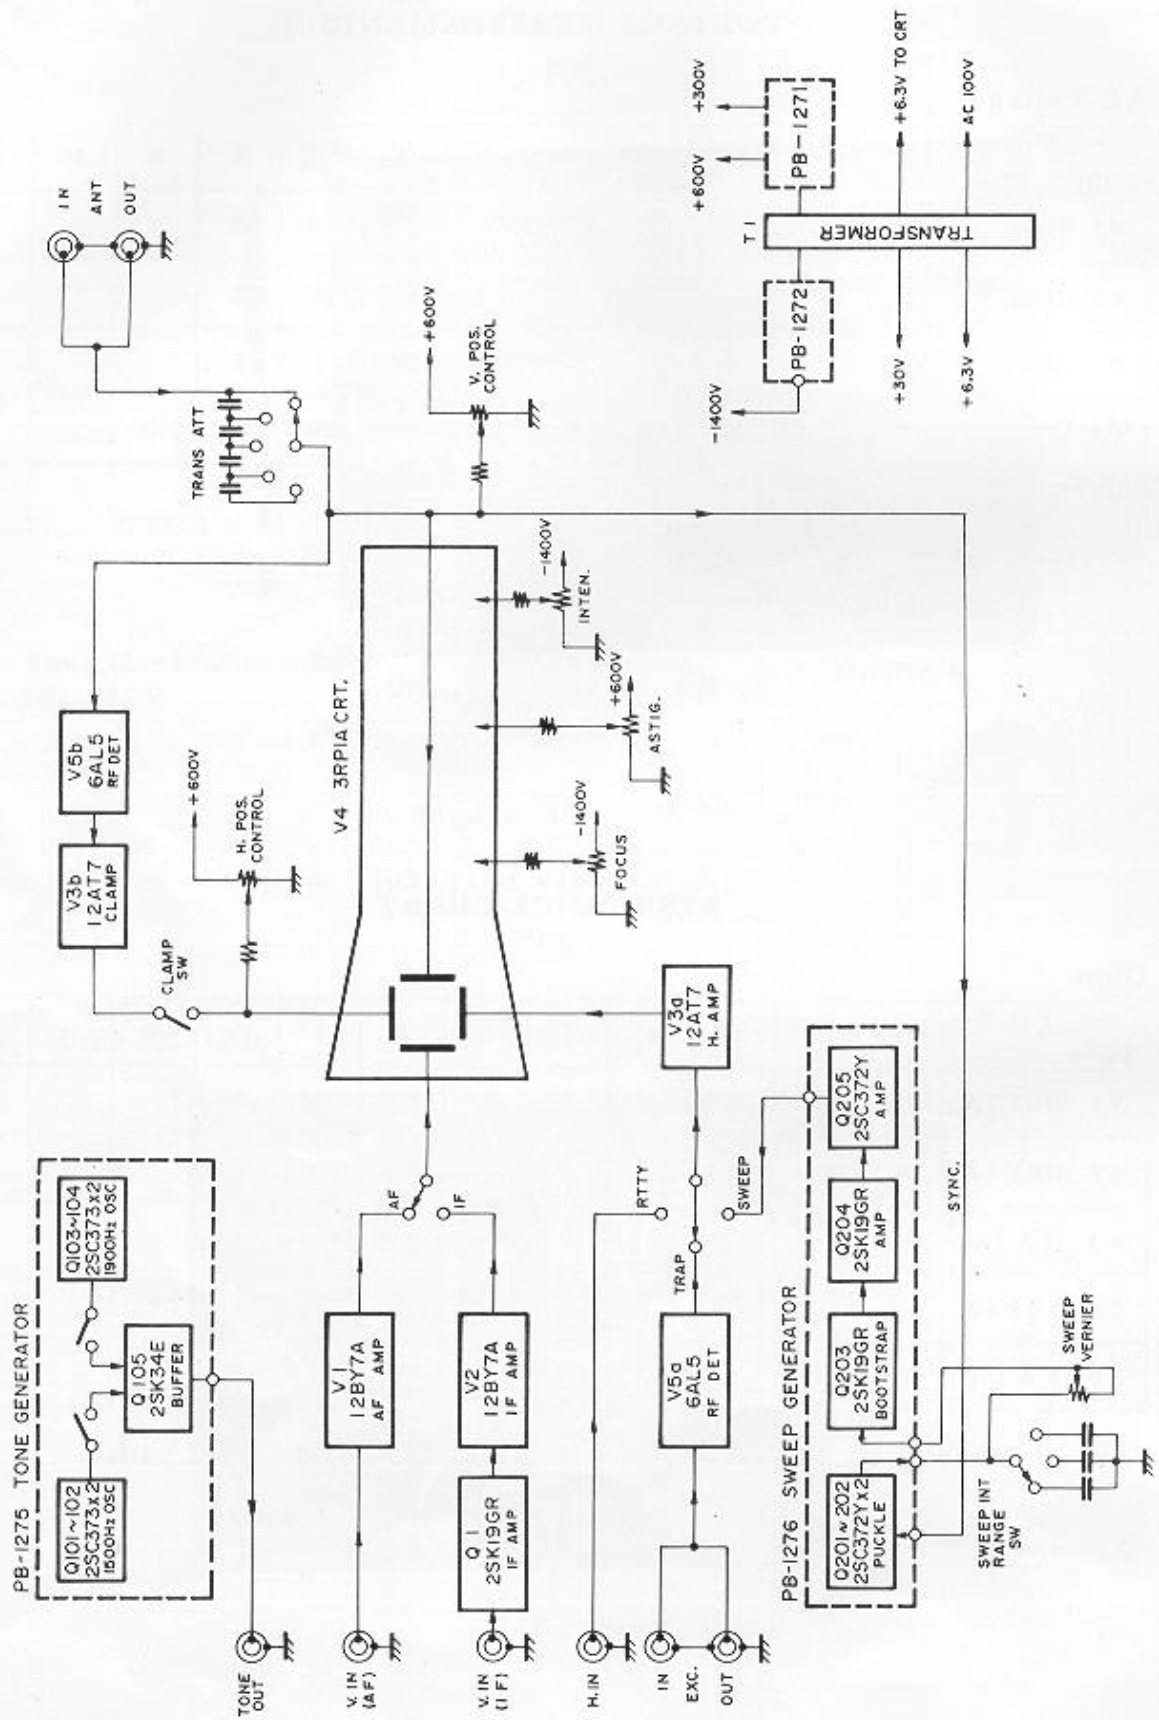 PB-1275 TONE GENERATOR
Q101~102
2SC373x2
1500Hz OSC
Q103~104
2SC373x2
1900Hz OSC
Q105
2SK34E
BUFFER
TONE
OUT
V3b
12AT7
CLAMP
V5b
6AL5
RF DET
CLAMP
SW
+600V
H. POS.
CONTROL
TRANS ATT
IN
ANT
OUT
V.IN
(AF)
V1
12BY7A
AF AMP
AF
IF
V.IN
(IF)
Q1
2SK19GR
IF AMP
V2
12BY7A
IF AMP
V4 3RP1A CRT.
+600V
V. POS.
CONTROL
-1400V
FOCUS
+600V
ASTIG.
-1400V
INTEN.
H.IN
RTTY
IN
EXC.
OUT
V5a
6AL5
RF DET
TRAP
SWEEP
V3a
12AT7
H. AMP
PB-1276 SWEEP GENERATOR
Q201~202
2SC372Yx2
PUCKLE
Q203
2SK19GR
BOOTSTRAP
Q204
2SK19GR
AMP
Q205
2SC372Y
AMP
SYNC.
SWEEP INT
RANGE
SW
SWEEP
VERNIER
-1400V
PB-1272
+600V
+300V
PB-1271
T1
TRANSFORMER
+30V
+6.3V TO CRT
+6.3V
AC 100V